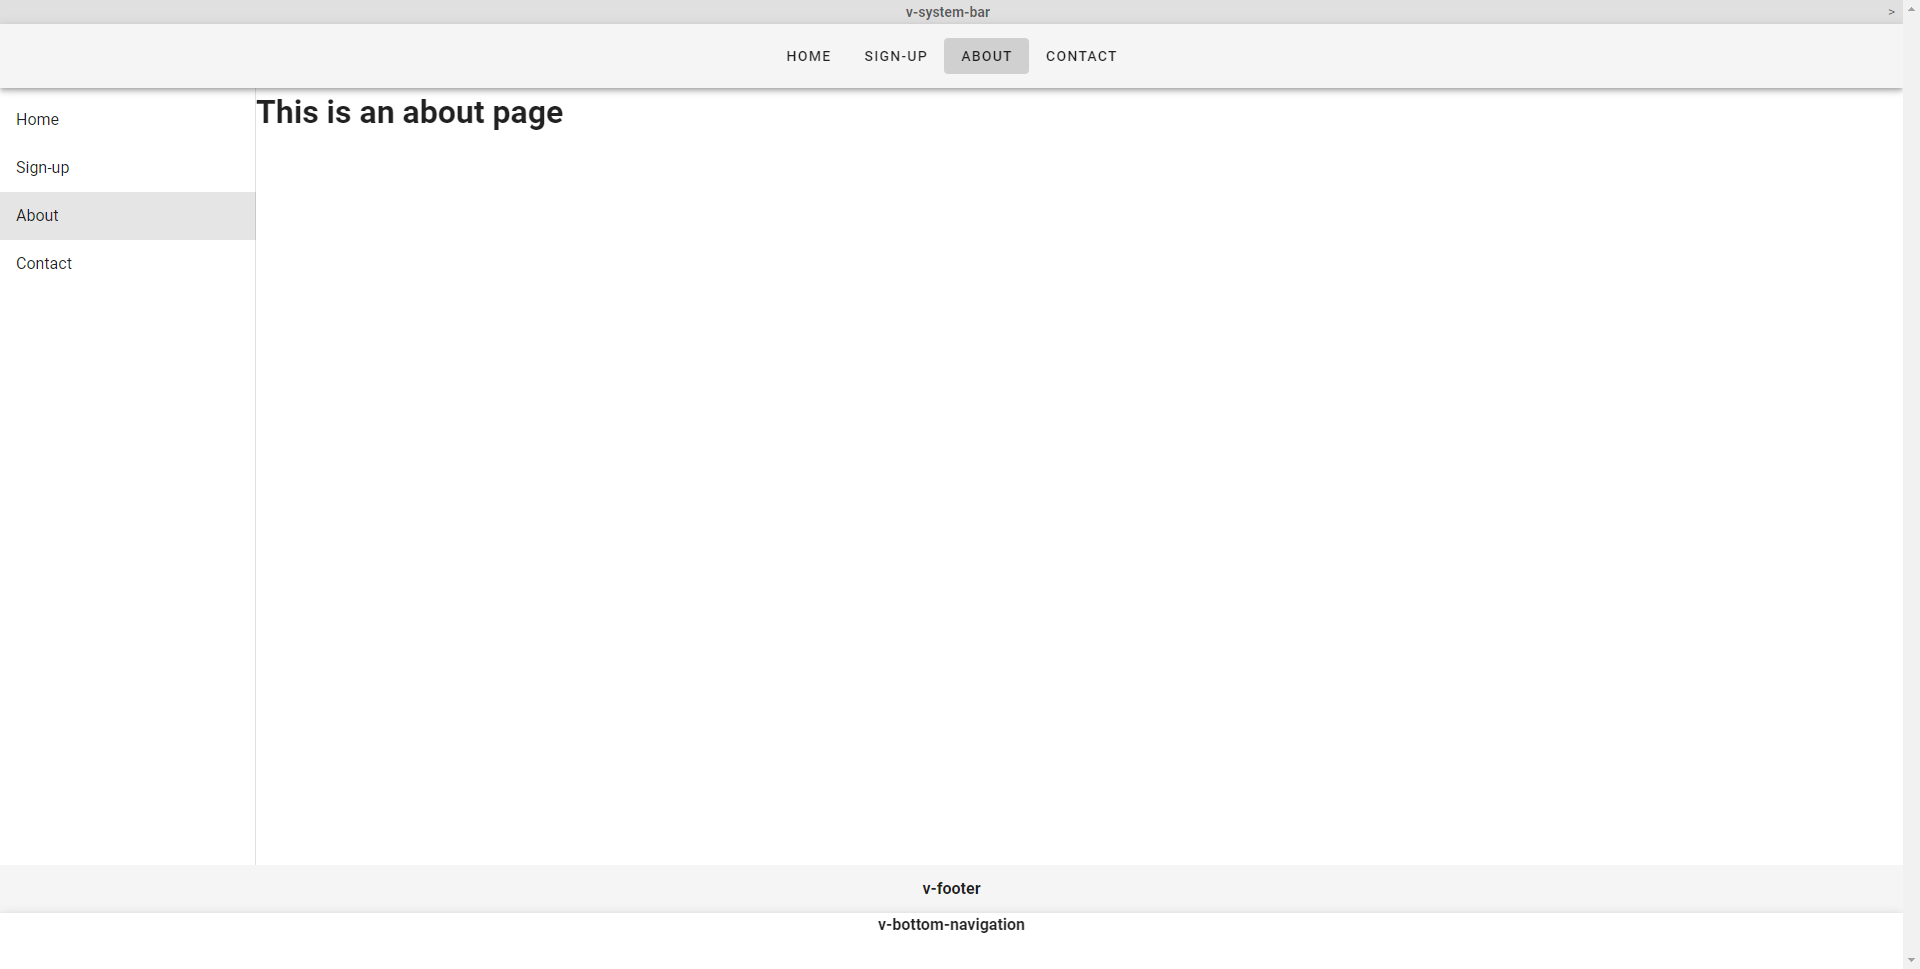 v-system-bar >
HOME SIGN-UP ABOUT CONTACT
Home
Sign-up
About
Contact
This is an about page
v-footer
v-bottom-navigation